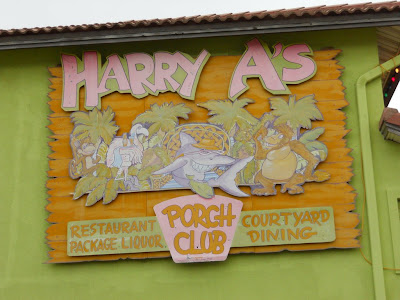 HARRY A'S
RESTAURANT
PACKAGE LIQUOR
PORCH
CLUB
COURTYARD
DINING